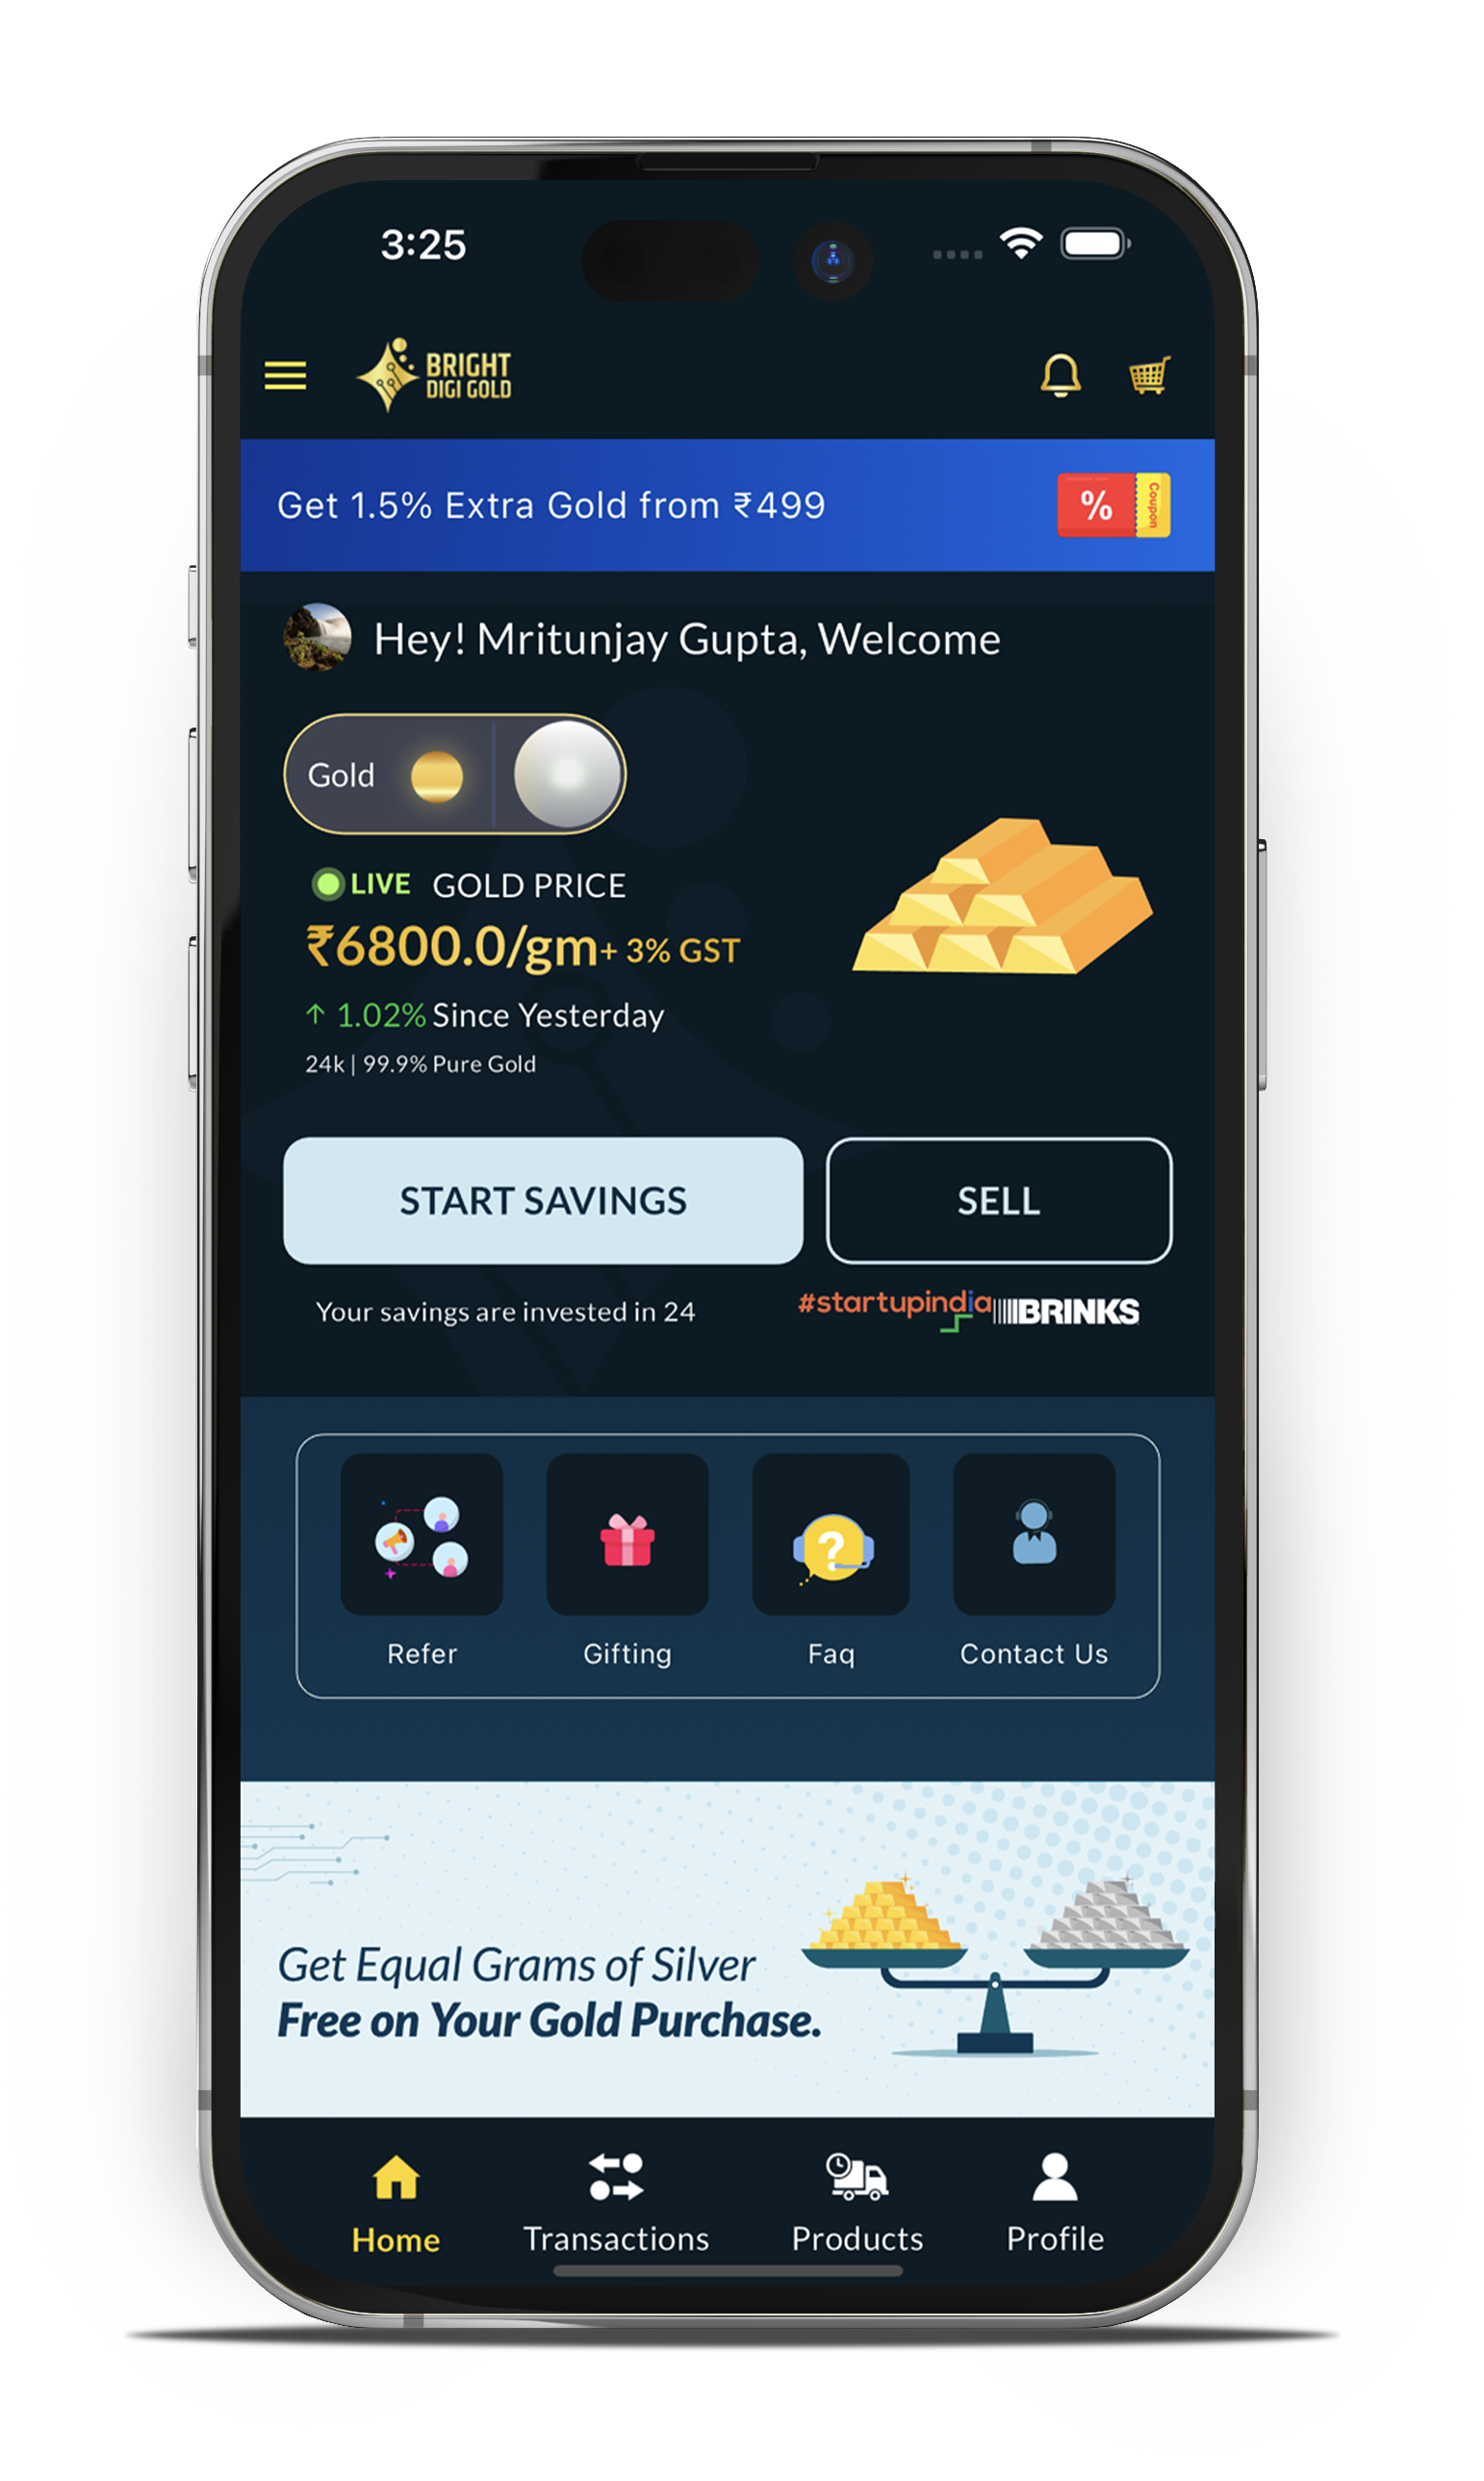 3:25
BRIGHT
DIGI GOLD
Get 1.5% Extra Gold from ₹499
%
Coupon
Hey! Mritunjay Gupta, Welcome
Gold
LIVE GOLD PRICE
₹6800.0/gm+ 3% GST
↑ 1.02% Since Yesterday
24k | 99.9% Pure Gold
START SAVINGS
SELL
Your savings are invested in 24
#startupindia BRINKS
?
Refer Gifting Faq Contact Us
Get Equal Grams of Silver
Free on Your Gold Purchase.
Home Transactions Products Profile